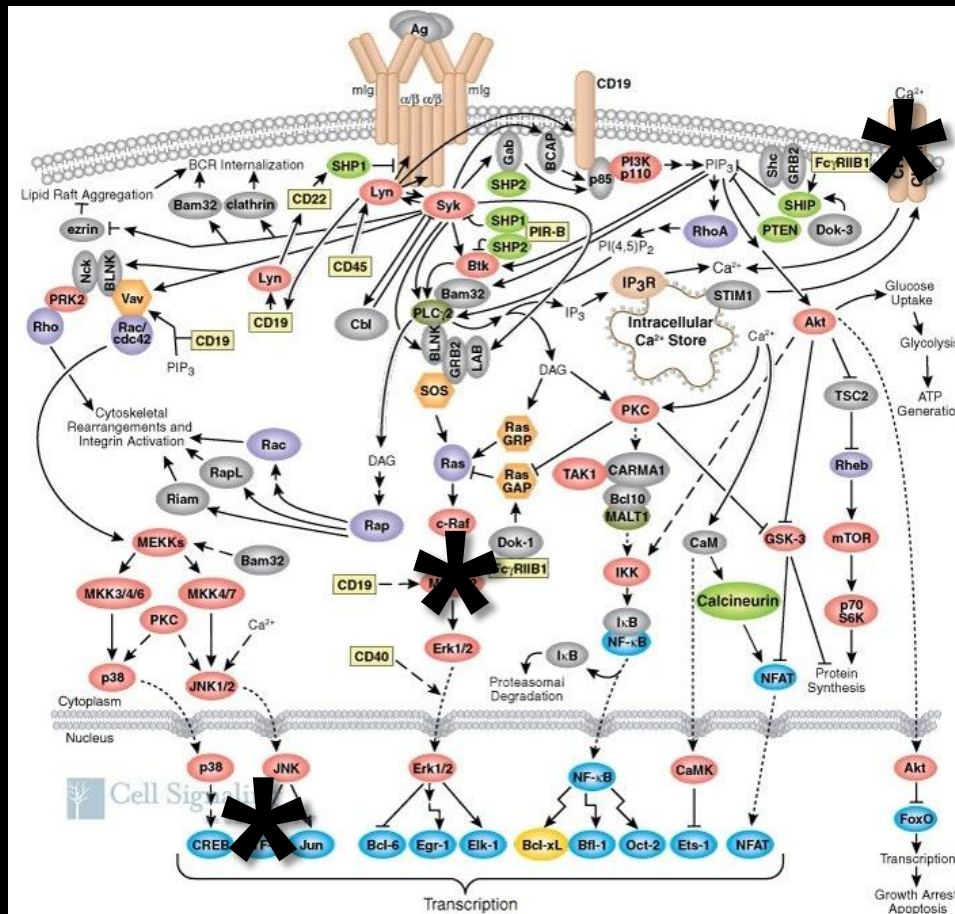 Ag
mIg
α/β
α/β
mIg
CD19
Ca²⁺
BCR Internalization
Lipid Raft Aggregation
SHP1
Lyn
Gab
BCAP
SHP2
p85
PI3K
p110
PIP₃
Shc
GRB2
FcγRIIB1
SHIP
PTEN
Dok-3
ezrin
Bam32
clathrin
CD22
Syk
SHP1
SHP2
PIR-B
RhoA
PI(4,5)P₂
Nck
BLNK
PRK2
Vav
Rho
Rac/
cdc42
Lyn
CD45
CD19
CD19
PIP₃
Btk
Bam32
PLCγ2
Cbl
BLNK
GRB2
LAB
SOS
IP₃
IP₃R
Ca²⁺
STIM1
Intracellular
Ca²⁺ Store
Ca²⁺
Akt
Glucose
Uptake
Glycolysis
ATP
Generation
DAG
PKC
TSC2
Cytoskeletal
Rearrangements and
Integrin Activation
Rac
RapL
Riam
DAG
Rap
Ras
Ras
GRP
Ras
GAP
TAK1
CARMA1
Bcl10
MALT1
Rheb
c-Raf
Dok-1
FcγRIIB1
CaM
GSK-3
mTOR
MEKKs
Bam32
CD19
IKK
Calcineurin
p70
S6K
MKK3/4/6
MKK4/7
PKC
Ca²⁺
Erk1/2
IκB
NF-κB
CD40
IκB
Proteasomal
Degradation
NFAT
Protein
Synthesis
p38
JNK1/2
Cytoplasm
Nucleus
p38
JNK
Erk1/2
NF-κB
CaMK
Akt
Cell
CREB
Jun
Bcl-6
Egr-1
Elk-1
Bcl-xL
Bfl-1
Oct-2
Ets-1
NFAT
FoxO
Transcription
Growth Arrest
Apoptosis
Transcription